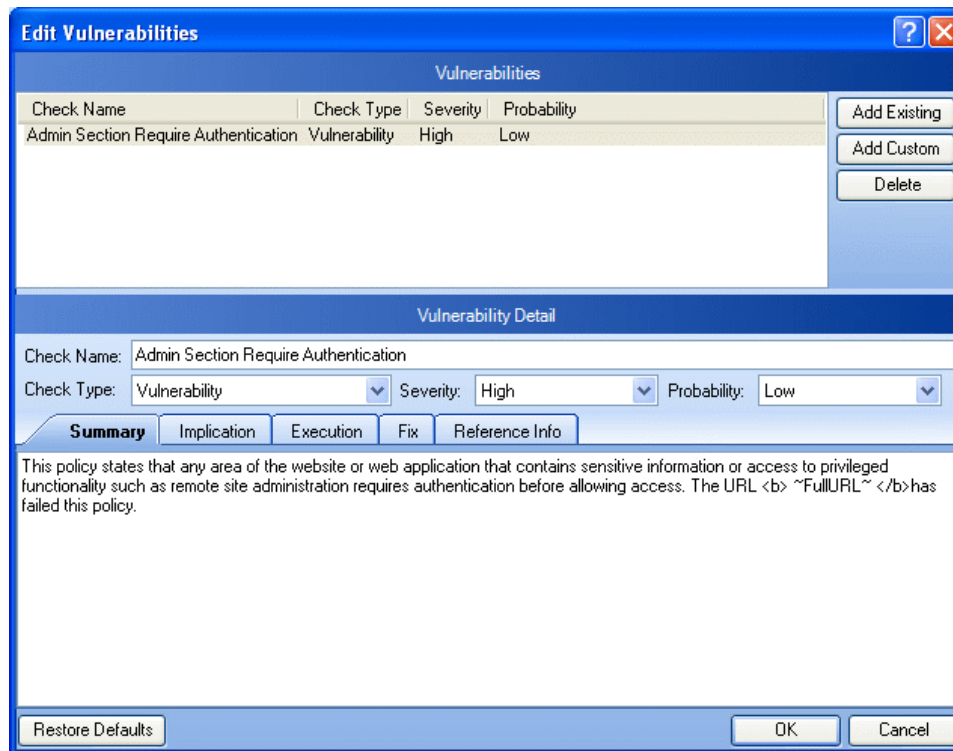 Edit Vulnerabilities
?
Vulnerabilities
Check Name Check Type Severity Probability
Admin Section Require Authentication Vulnerability High Low
Add Existing
Add Custom
Delete
Vulnerability Detail
Check Name: Admin Section Require Authentication
Check Type: Vulnerability Severity: High Probability: Low
Summary Implication Execution Fix Reference Info
This policy states that any area of the website or web application that contains sensitive information or access to privileged
functionality such as remote site administration requires authentication before allowing access. The URL <b> ~FullURL~ </b>has
failed this policy.
Restore Defaults OK Cancel